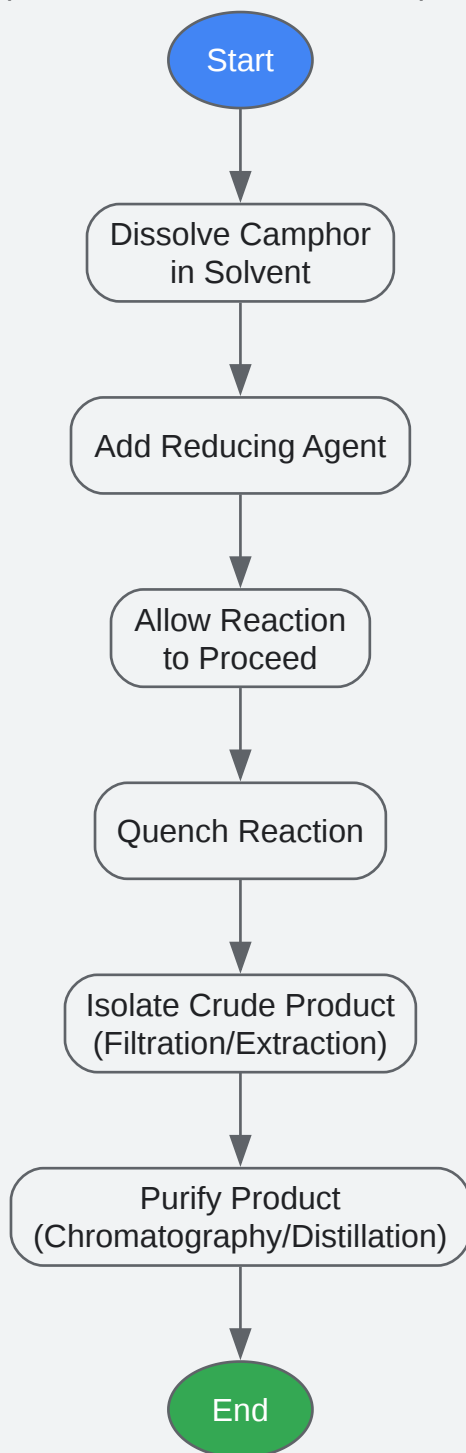 Start
Dissolve Camphor
in Solvent
Add Reducing Agent
Allow Reaction
to Proceed
Quench Reaction
Isolate Crude Product
(Filtration/Extraction)
Purify Product
(Chromatography/Distillation)
End